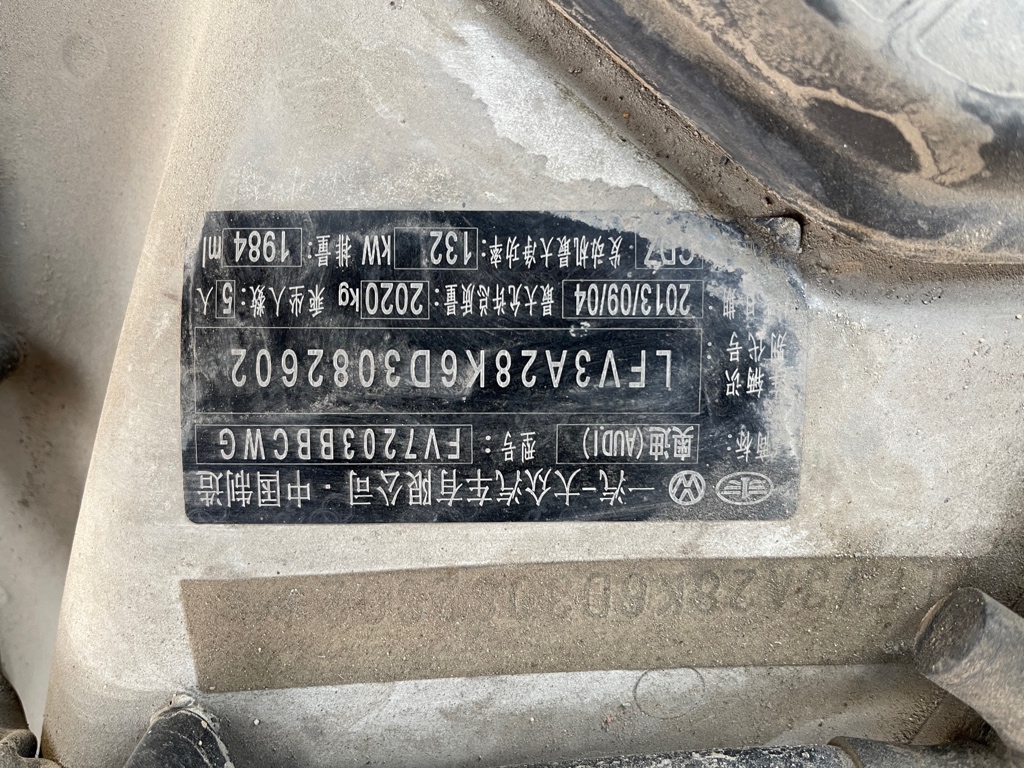 一汽-大众汽车有限公司·中国制造
商标: 奥迪(AUDI) 型号: FV7203BBCWG
车辆识别代号: LFV3A28K6D3082602
期: 2013/09/04 最大允许总质量: 2020kg 乘坐人数: 5人
CDZ 发动机最大净功率: 132 kW 排量: 1984 ml
LFV3A28K6D30